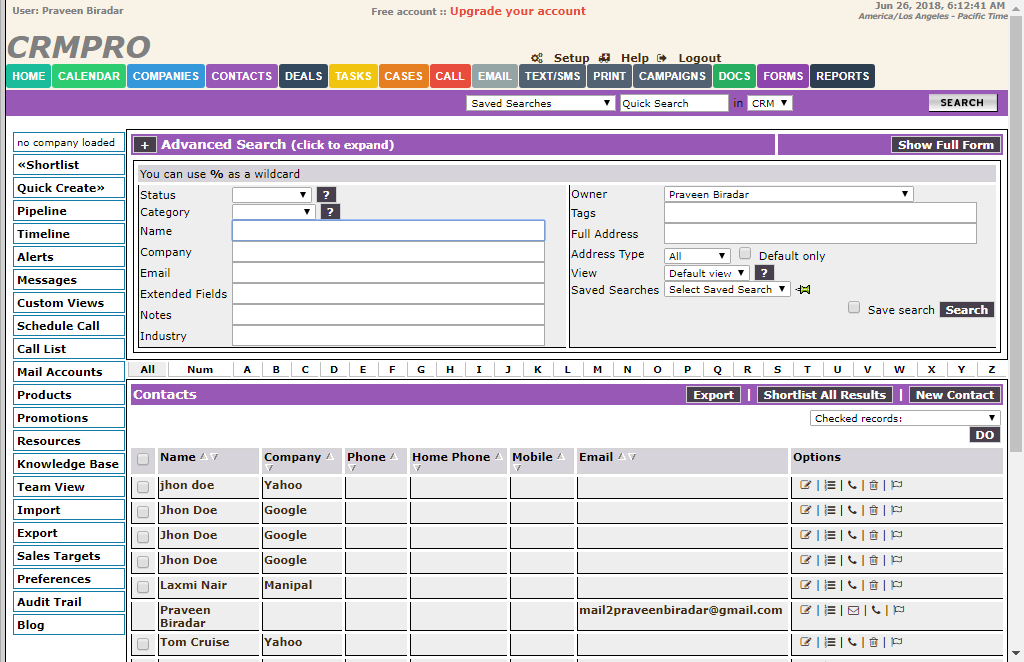 User: Praveen Biradar
Free account :: Upgrade your account
Jun 26, 2018, 6:12:41 AM
America/Los Angeles - Pacific Time
CRMPRO
Setup Help Logout
HOME CALENDAR COMPANIES CONTACTS DEALS TASKS CASES CALL EMAIL TEXT/SMS PRINT CAMPAIGNS DOCS FORMS REPORTS
Saved Searches Quick Search in CRM SEARCH
no company loaded
«Shortlist
Quick Create»
Pipeline
Timeline
Alerts
Messages
Custom Views
Schedule Call
Call List
Mail Accounts
Products
Promotions
Resources
Knowledge Base
Team View
Import
Export
Sales Targets
Preferences
Audit Trail
Blog
+ Advanced Search (click to expand) Show Full Form
You can use % as a wildcard
Status ?
Category ?
Name
Company
Email
Extended Fields
Notes
Industry
Owner Praveen Biradar
Tags
Full Address
Address Type All Default only
View Default view ?
Saved Searches Select Saved Search
Save search Search
All Num A B C D E F G H I J K L M N O P Q R S T U V W X Y Z
Contacts Export | Shortlist All Results | New Contact
Checked records:
DO
Name Company Phone Home Phone Mobile Email Options
jhon doe Yahoo | | | |
Jhon Doe Google | | | |
Jhon Doe Google | | | |
Jhon Doe Google | | | |
Laxmi Nair Manipal | | | |
Praveen Biradar mail2praveenbiradar@gmail.com | | | |
Tom Cruise Yahoo | | | |